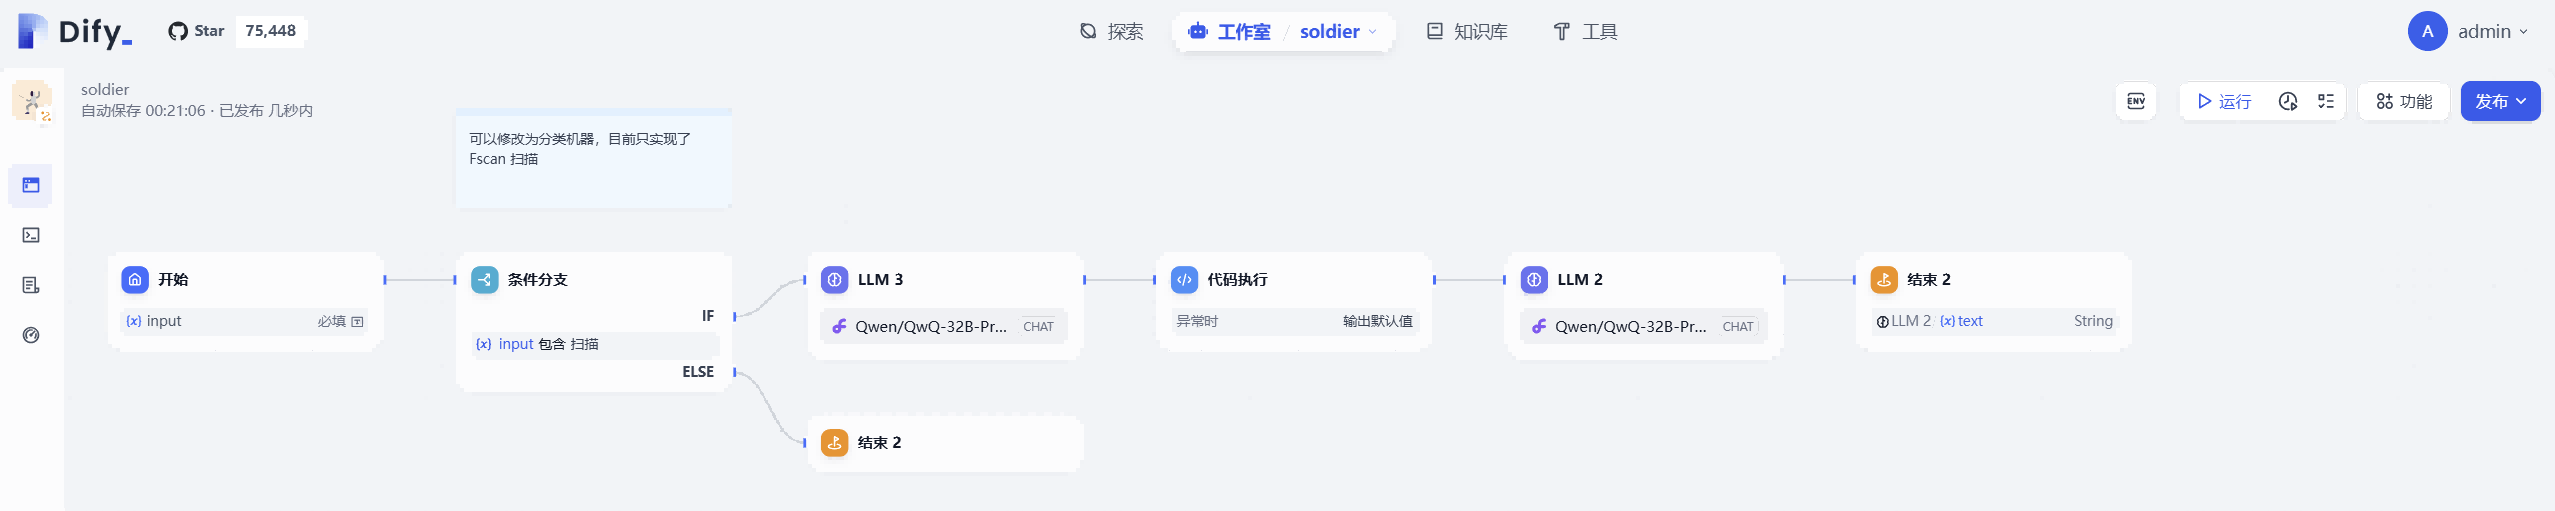 Dify_
Star 75,448
探索
工作室 / soldier
知识库
工具
A admin
soldier
自动保存 00:21:06 · 已发布 几秒内
ENV
运行
功能
发布
可以修改为分类机器，目前只实现了
Fscan 扫描
开始
{x} input 必填
条件分支
IF
{x} input 包含 扫描
ELSE
LLM 3
Qwen/QwQ-32B-Pr... CHAT
代码执行
异常时 输出默认值
LLM 2
Qwen/QwQ-32B-Pr... CHAT
结束 2
LLM 2 {x} text String
结束 2